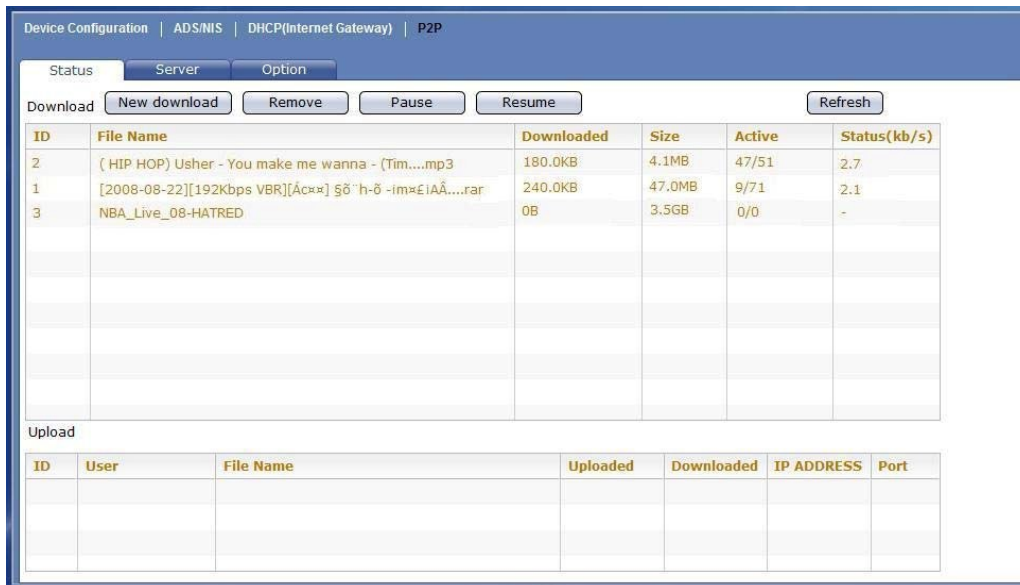 Device Configuration | ADS/NIS | DHCP(Internet Gateway) | P2P
Status Server Option
Download New download Remove Pause Resume Refresh
ID File Name Downloaded Size Active Status(kb/s)
2 ( HIP HOP) Usher - You make me wanna - (Tim....mp3 180.0KB 4.1MB 47/51 2.7
1 [2008-08-22][192Kbps VBR][Ác¤¤] §õ¨h-õ -im¤£iAÂ....rar 240.0KB 47.0MB 9/71 2.1
3 NBA_Live_08-HATRED 0B 3.5GB 0/0 -
Upload
ID User File Name Uploaded Downloaded IP ADDRESS Port